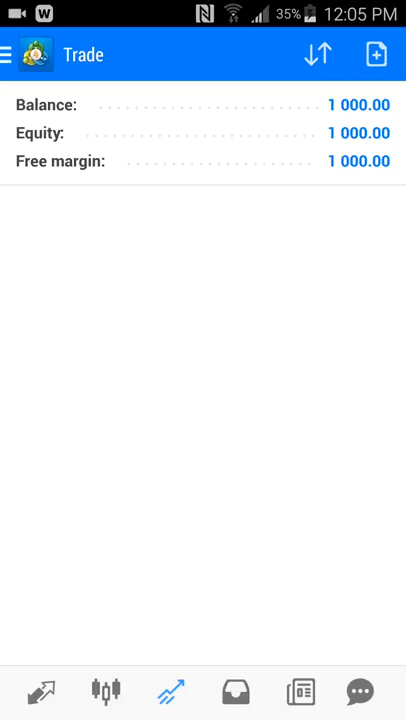 W 35% 12:05 PM
Trade
Balance: 1 000.00
Equity: 1 000.00
Free margin: 1 000.00